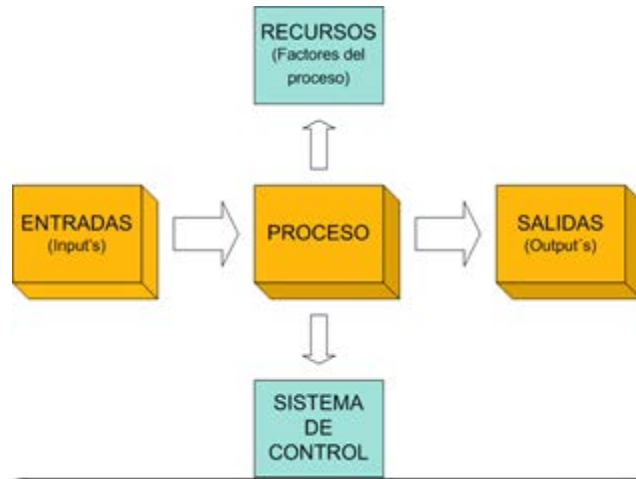 RECURSOS
(Factores del
proceso)
ENTRADAS
(Input's)
PROCESO
SALIDAS
(Output´s)
SISTEMA
DE
CONTROL